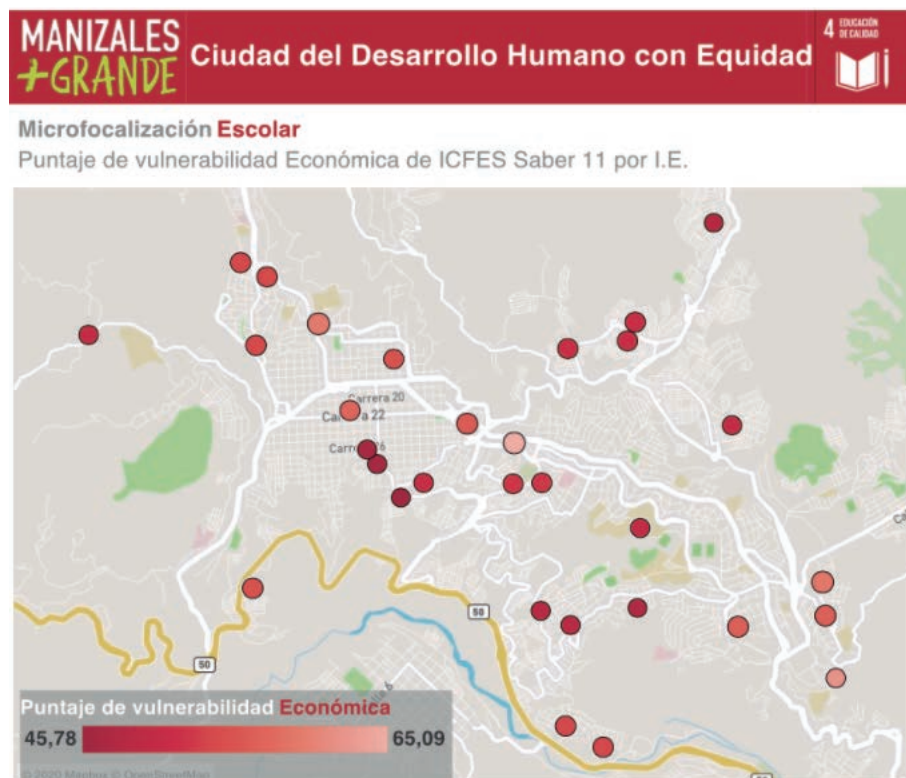 MANIZALES
+GRANDE
Ciudad del Desarrollo Humano con Equidad
4 EDUCACIÓN
DE CALIDAD
Microfocalización Escolar
Puntaje de vulnerabilidad Económica de ICFES Saber 11 por I.E.
Carrera 20
Carrera 22
50
50
Puntaje de vulnerabilidad Económica
45,78
65,09
© 2020 Mapbox © OpenStreetMap